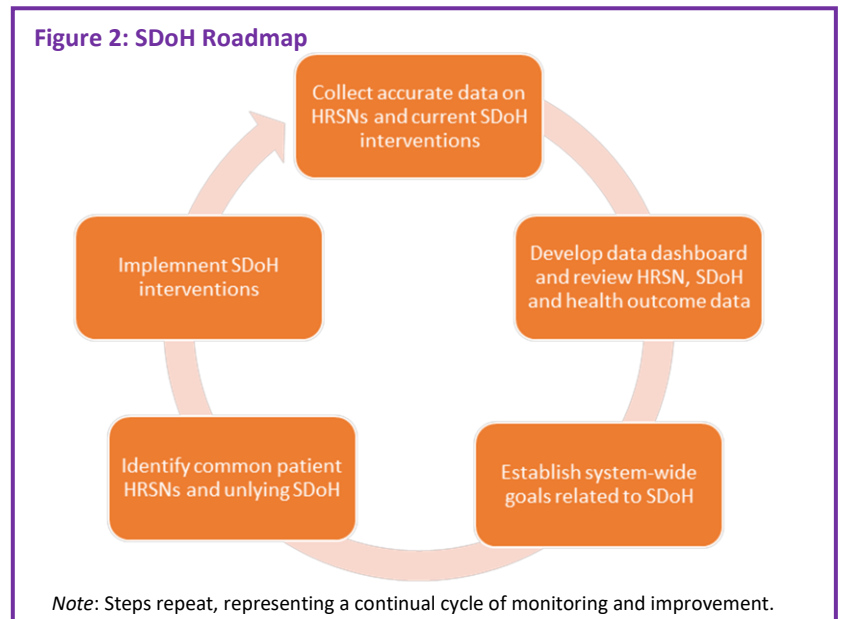 Figure 2: SDoH Roadmap
Collect accurate data on
HRSNs and current SDoH
interventions
Develop data dashboard
and review HRSN, SDoH
and health outcome data
Establish system-wide
goals related to SDoH
Identify common patient
HRSNs and unlying SDoH
Implemnent SDoH
interventions
Note: Steps repeat, representing a continual cycle of monitoring and improvement.